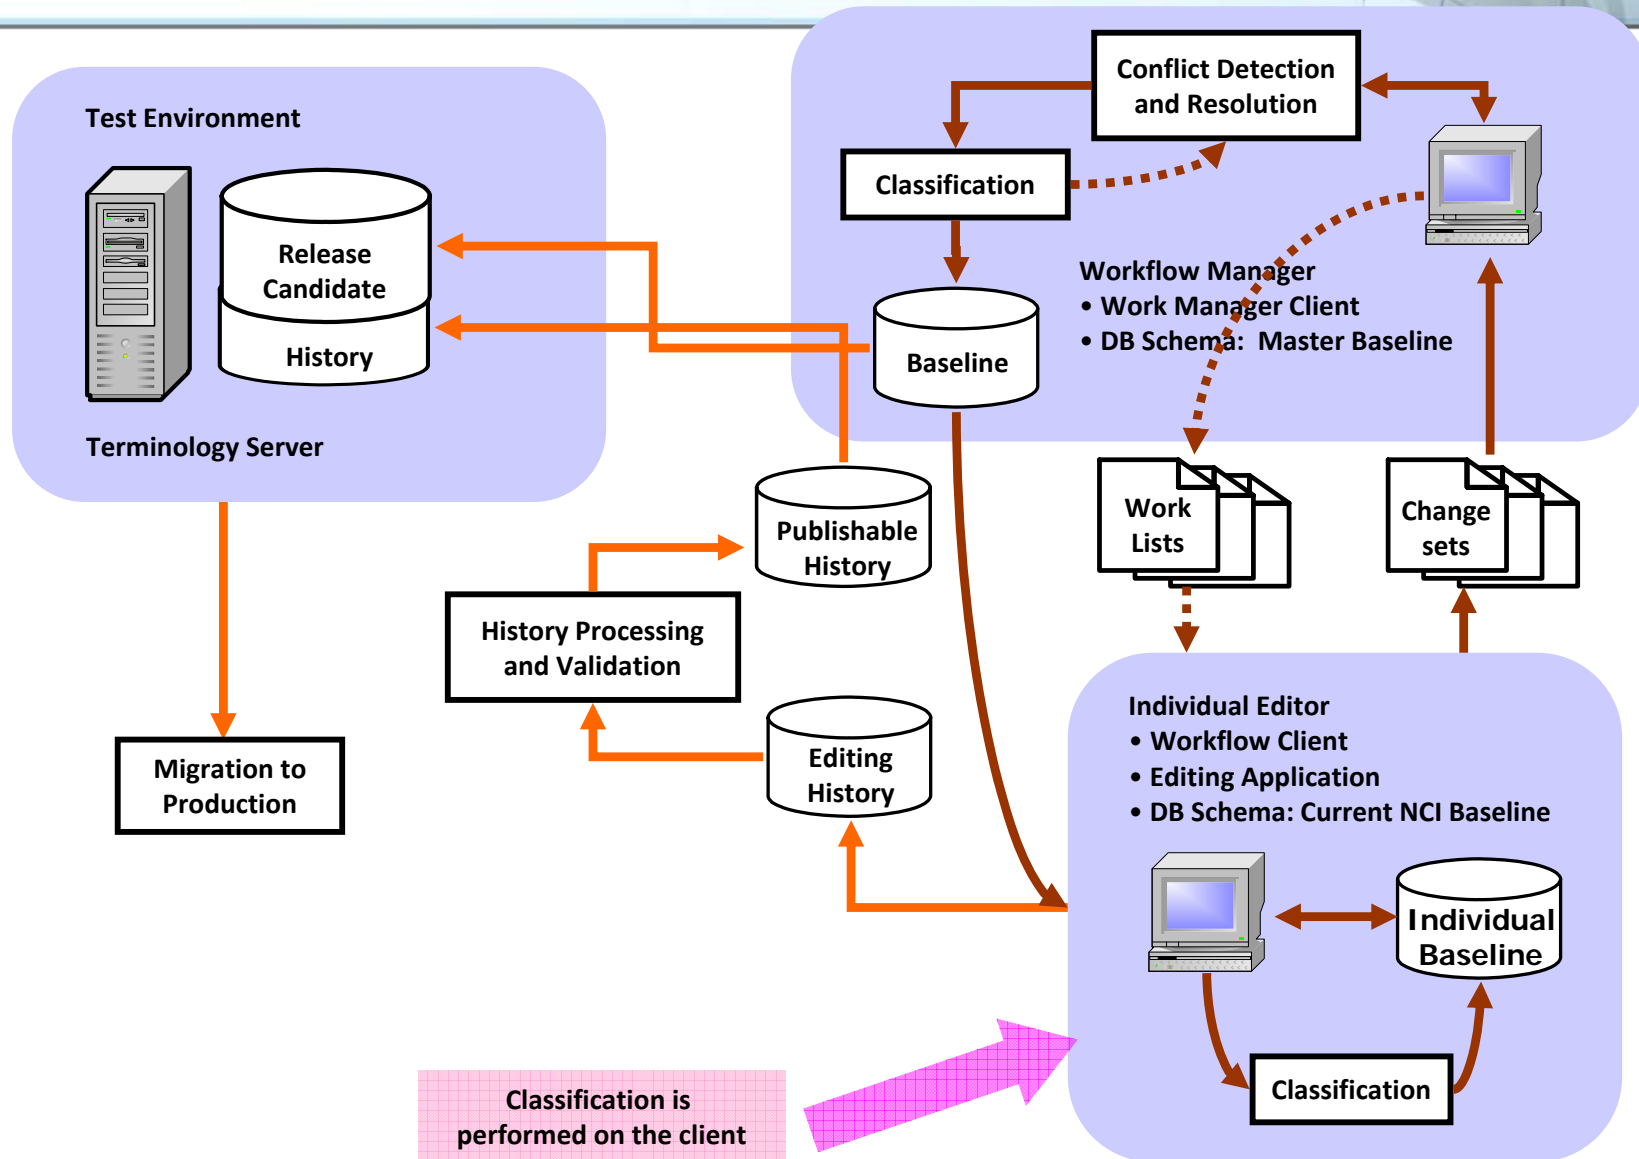 Test Environment
Release
Candidate
History
Terminology Server
Conflict Detection
and Resolution
Classification
Workflow Manager
• Work Manager Client
• DB Schema:  Master Baseline
Baseline
Work
Lists
Change
sets
Publishable
History
History Processing
and Validation
Editing
History
Migration to
Production
Individual Editor
• Workflow Client
• Editing Application
• DB Schema: Current NCI Baseline
Individual
Baseline
Classification
Classification is
performed on the client